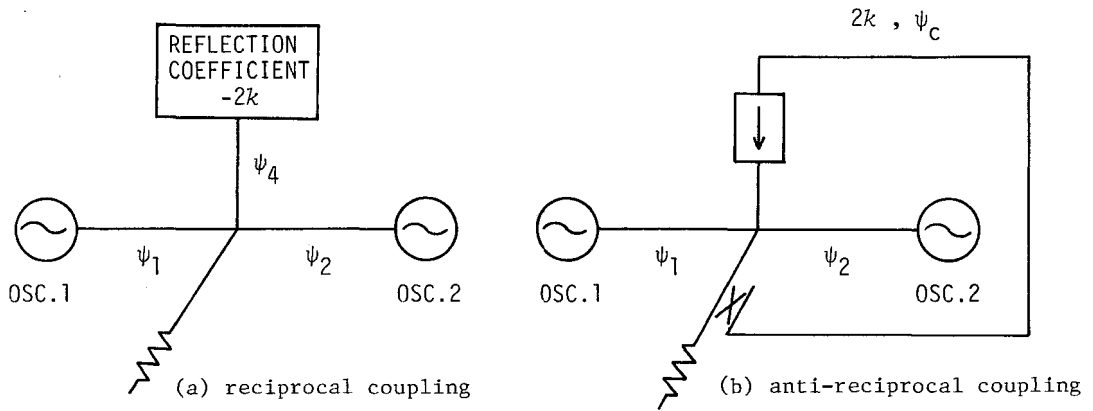 REFLECTION
COEFFICIENT
-2k
ψ4
ψ1
ψ2
OSC.1
OSC.2
(a) reciprocal coupling
2k , ψc
ψ1
ψ2
OSC.1
OSC.2
(b) anti-reciprocal coupling